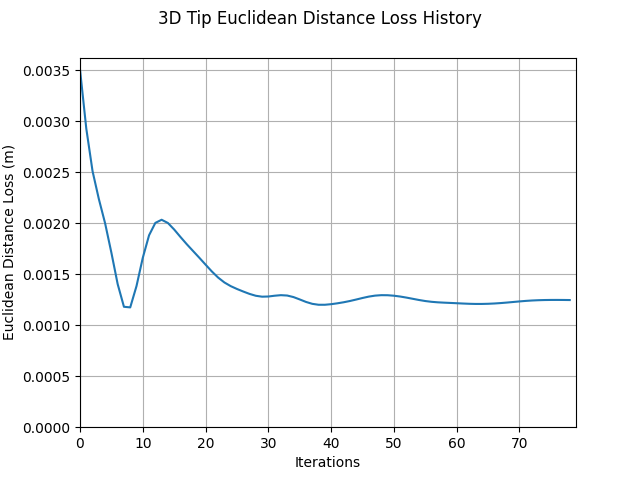 3D Tip Euclidean Distance Loss History
Euclidean Distance Loss (m)
0.0035
0.0030
0.0025
0.0020
0.0015
0.0010
0.0005
0.0000
0 10 20 30 40 50 60 70
Iterations